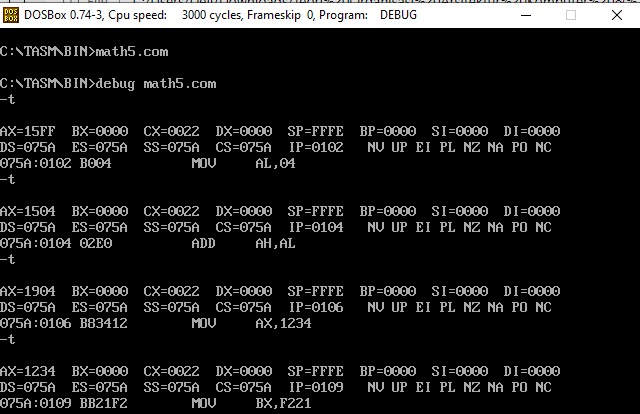 DOSBox 0.74-3, Cpu speed: 3000 cycles, Frameskip 0, Program: DEBUG
C:\TASM\BIN>math5.com
C:\TASM\BIN>debug math5.com
-t
AX=15FF BX=0000 CX=0022 DX=0000 SP=FFFE BP=0000 SI=0000 DI=0000
DS=075A ES=075A SS=075A CS=075A IP=0102 NV UP EI PL NZ NA PO NC
075A:0102 B004 MOV AL,04
-t
AX=1504 BX=0000 CX=0022 DX=0000 SP=FFFE BP=0000 SI=0000 DI=0000
DS=075A ES=075A SS=075A CS=075A IP=0104 NV UP EI PL NZ NA PO NC
075A:0104 02E0 ADD AH,AL
-t
AX=1904 BX=0000 CX=0022 DX=0000 SP=FFFE BP=0000 SI=0000 DI=0000
DS=075A ES=075A SS=075A CS=075A IP=0106 NV UP EI PL NZ NA PO NC
075A:0106 B83412 MOV AX,1234
-t
AX=1234 BX=0000 CX=0022 DX=0000 SP=FFFE BP=0000 SI=0000 DI=0000
DS=075A ES=075A SS=075A CS=075A IP=0109 NV UP EI PL NZ NA PO NC
075A:0109 BB21F2 MOV BX,F221